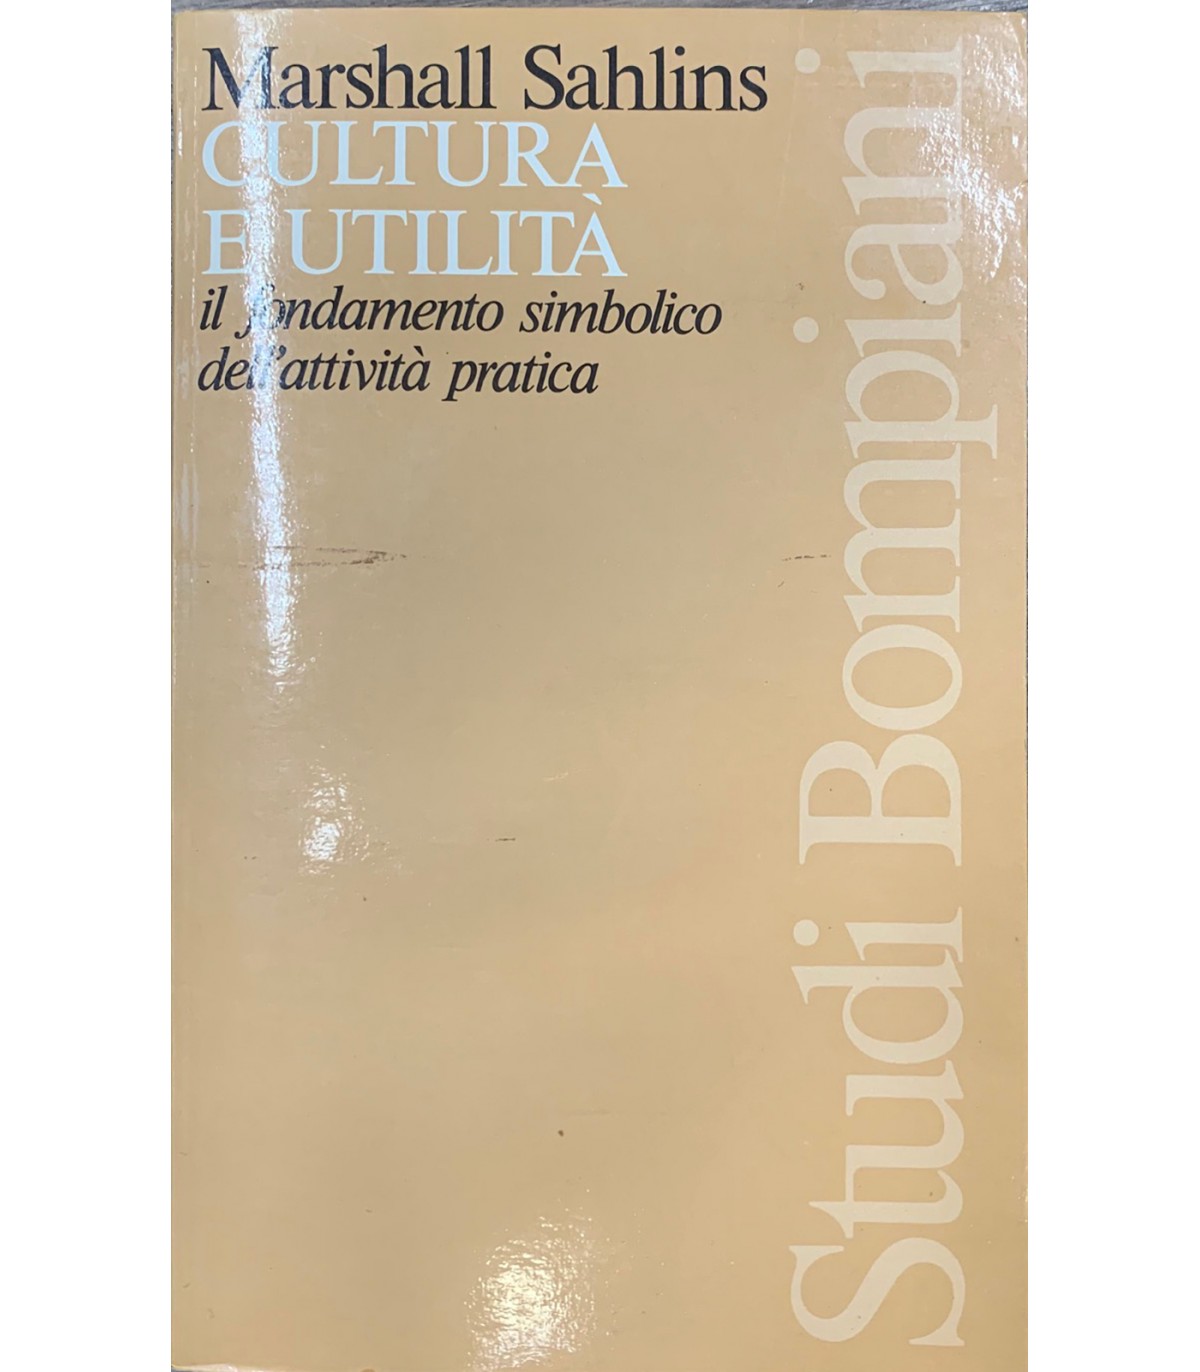 Marshall Sahlins
CULTURA
E UTILITÀ
il fondamento simbolico
dell'attività pratica
Studi Bompiani